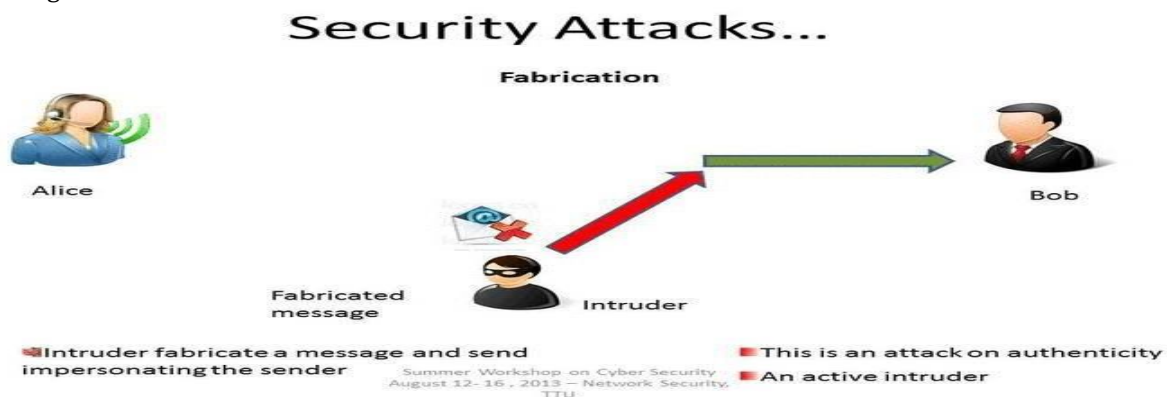 Security Attacks...
Fabrication
Alice
Bob
Fabricated
message
Intruder
Intruder fabricate a message and send
impersonating the sender
This is an attack on authenticity
An active intruder
Summer Workshop on Cyber Security
August 12- 16 , 2013 – Network Security,
TTU